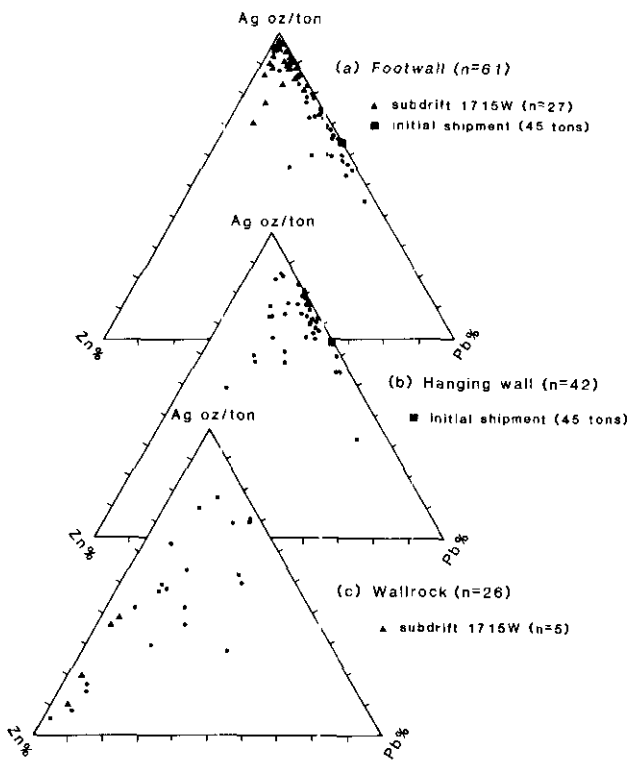 Ag oz/ton
(a) Footwall (n=61)
▲ subdrift 1715W (n=27)
■ initial shipment (45 tons)
Zn%
Pb%
Ag oz/ton
(b) Hanging wall (n=42)
■ initial shipment (45 tons)
Zn%
Pb%
Ag oz/ton
(c) Wallrock (n=26)
▲ subdrift 1715W (n=5)
Zn%
Pb%